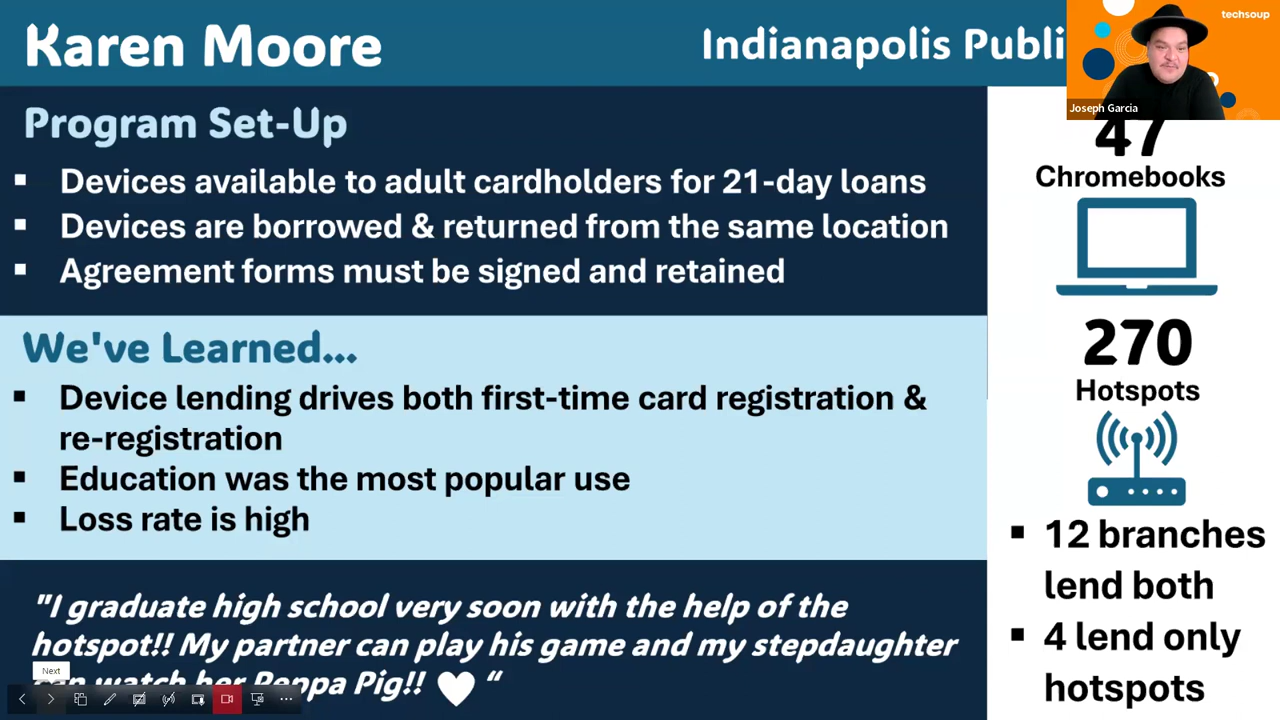 Karen Moore
Indianapolis Publi
techsoup
Joseph Garcia
Program Set-Up
▪ Devices available to adult cardholders for 21-day loans
▪ Devices are borrowed & returned from the same location
▪ Agreement forms must be signed and retained
We've Learned...
▪ Device lending drives both first-time card registration &
re-registration
▪ Education was the most popular use
▪ Loss rate is high
"I graduate high school very soon with the help of the
hotspot!! My partner can play his game and my stepdaughter
can watch her Peppa Pig!! 🤍 “
Next
47
Chromebooks
270
Hotspots
▪ 12 branches
lend both
▪ 4 lend only
hotspots